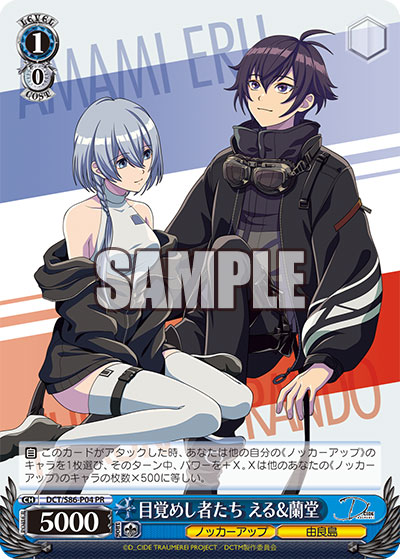 LEVEL
1
0
COST
AMAMI ERU
SAMPLE
RANDO
自このカードがアタックした時、あなたは他の自分の《ノッカーアップ》の
キャラを1枚選び、そのターン中、パワーを+X。Xは他のあなたの《ノッカー
アップ》のキャラの枚数×500に等しい。
CH DCT/S86-P04 PR
5000
目覚めし者たち える&蘭堂
ノッカーアップ
由良島
©D_CIDE TRAUMEREI PROJECT/DCTM製作委員会